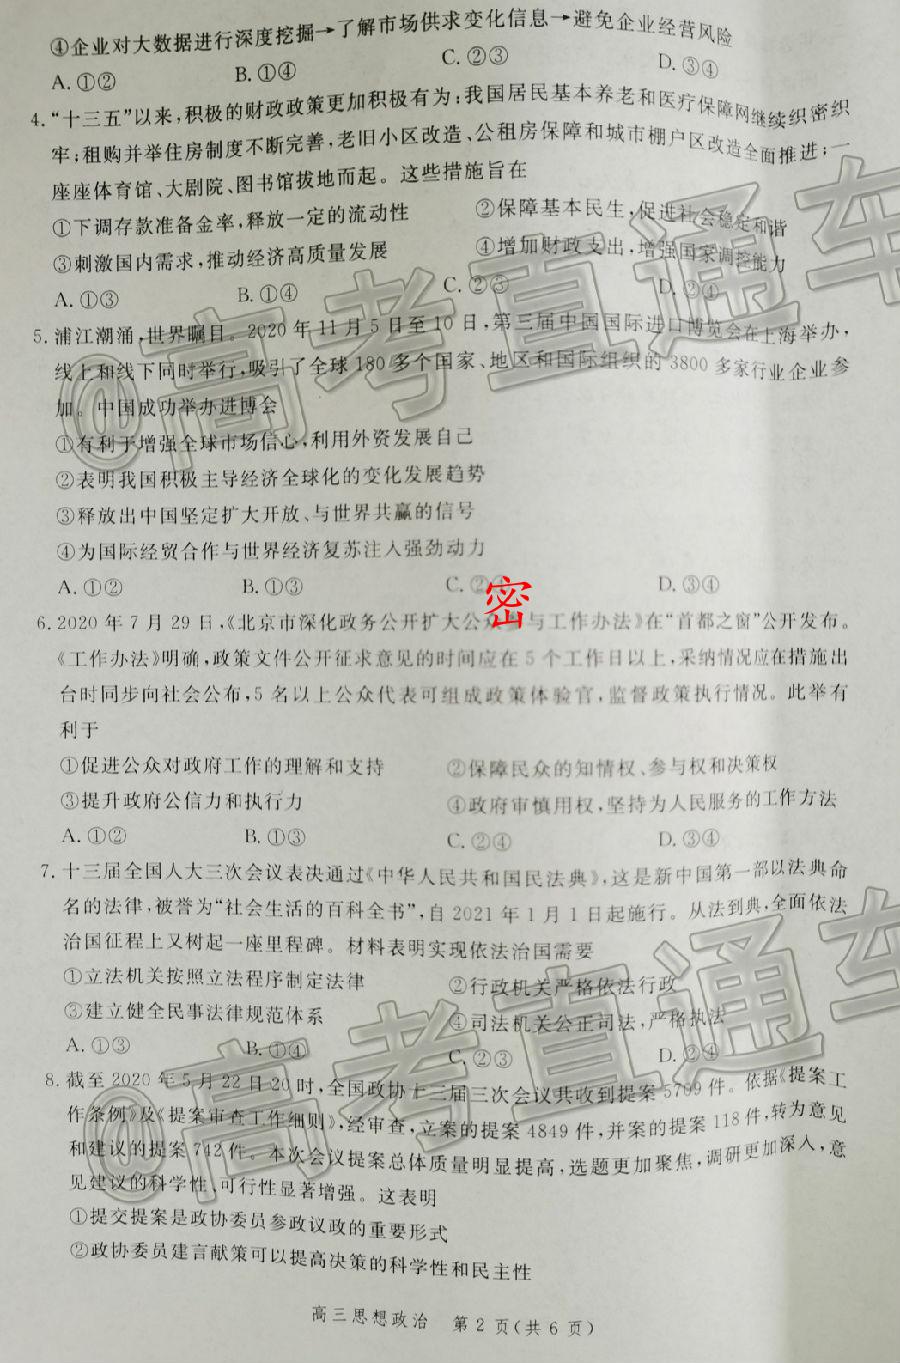 ④企业对大数据进行深度挖掘→了解市场供求变化信息→避免企业经营风险
A. ①② B. ①④ C. ②③ D. ③④
4. “十三五”以来,积极的财政政策更加积极有为:我国居民基本养老和医疗保障网继续织密织
牢;租购并举住房制度不断完善,老旧小区改造、公租房保障和城市棚户区改造全面推进;一
座座体育馆、大剧院、图书馆拔地而起。这些措施旨在
①下调存款准备金率,释放一定的流动性 ②保障基本民生,促进社会稳定和谐
③刺激国内需求,推动经济高质量发展 ④增加财政支出,增强国家调控能力
A. ①③ B. ①④ C. ②③ D. ②④
5. 浦江潮涌,世界瞩目。2020 年 11 月 5 日至 10 日,第三届中国国际进口博览会在上海举办,
线上和线下同时举行,吸引了全球 180 多个国家、地区和国际组织的 3800 多家行业企业参
加。中国成功举办进博会
①有利于增强全球市场信心,利用外资发展自己
②表明我国积极主导经济全球化的变化发展趋势
③释放出中国坚定扩大开放、与世界共赢的信号
④为国际经贸合作与世界经济复苏注入强劲动力
A. ①② B. ①③ C. ②④ D. ③④
密
6. 2020 年 7 月 29 日,《北京市深化政务公开扩大公众参与工作办法》在“首都之窗”公开发布。
《工作办法》明确,政策文件公开征求意见的时间应在 5 个工作日以上,采纳情况应在措施出
台时同步向社会公布,5 名以上公众代表可组成政策体验官,监督政策执行情况。此举有
利于
①促进公众对政府工作的理解和支持 ②保障民众的知情权、参与权和决策权
③提升政府公信力和执行力 ④政府审慎用权,坚持为人民服务的工作方法
A. ①② B. ①③ C. ②④ D. ③④
7. 十三届全国人大三次会议表决通过《中华人民共和国民法典》,这是新中国第一部以法典命
名的法律,被誉为“社会生活的百科全书”,自 2021 年 1 月 1 日起施行。从法到典,全面依法
治国征程上又树起一座里程碑。材料表明实现依法治国需要
①立法机关按照立法程序制定法律 ②行政机关严格依法行政
③建立健全民事法律规范体系 ④司法机关公正司法,严格执法
A. ①③ B. ①④ C. ②③ D. ②④
8. 截至 2020 年 5 月 22 日 20 时,全国政协十三届三次会议共收到提案 5709 件。依据《提案工
作条例》及《提案审查工作细则》,经审查,立案的提案 4849 件,并案的提案 118 件,转为意见
和建议的提案 742 件。本次会议提案总体质量明显提高,选题更加聚焦,调研更加深入,意
见建议的科学性、可行性显著增强。这表明
①提交提案是政协委员参政议政的重要形式
②政协委员建言献策可以提高决策的科学性和民主性
高三思想政治 第 2 页(共 6 页)
@高考直通车
@高考直通车